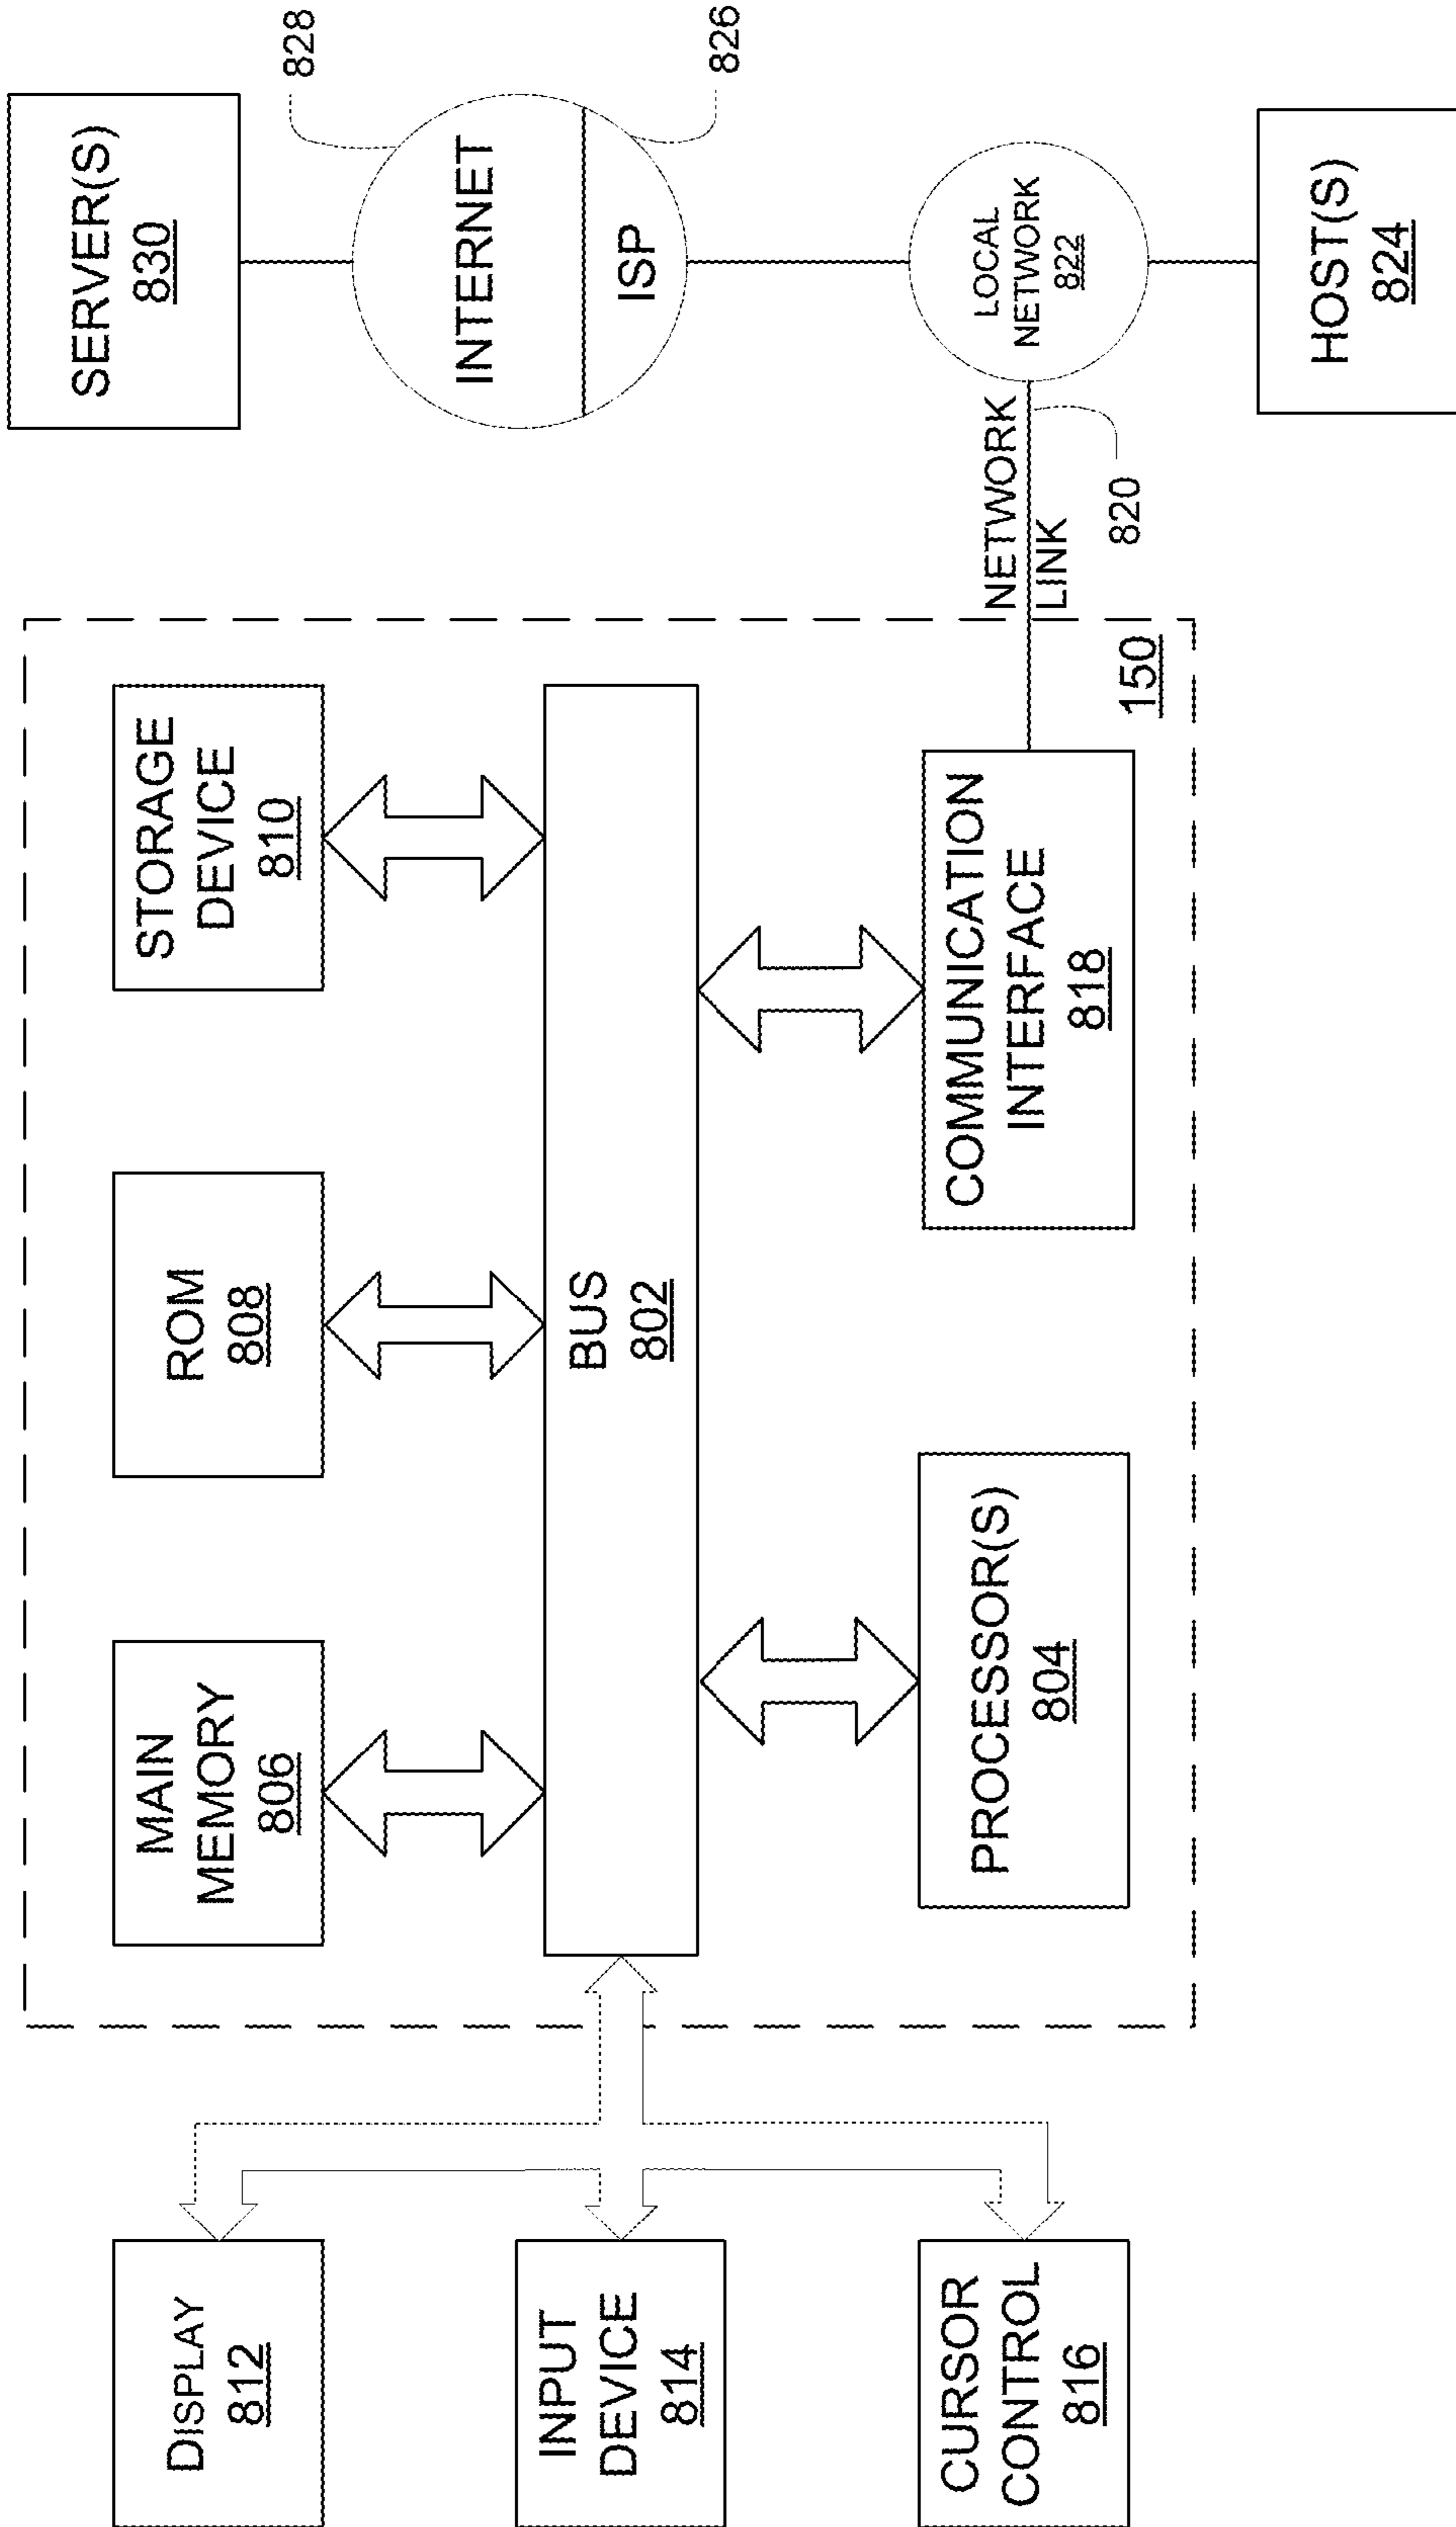 DISPLAY
812
INPUT
DEVICE
814
CURSOR
CONTROL
816
MAIN
MEMORY
806
ROM
808
STORAGE
DEVICE
810
BUS
802
PROCESSOR(S)
804
COMMUNICATION
INTERFACE
818
150
NETWORK
LINK
820
SERVER(S)
830
828
INTERNET
ISP
826
LOCAL
NETWORK
822
HOST(S)
824